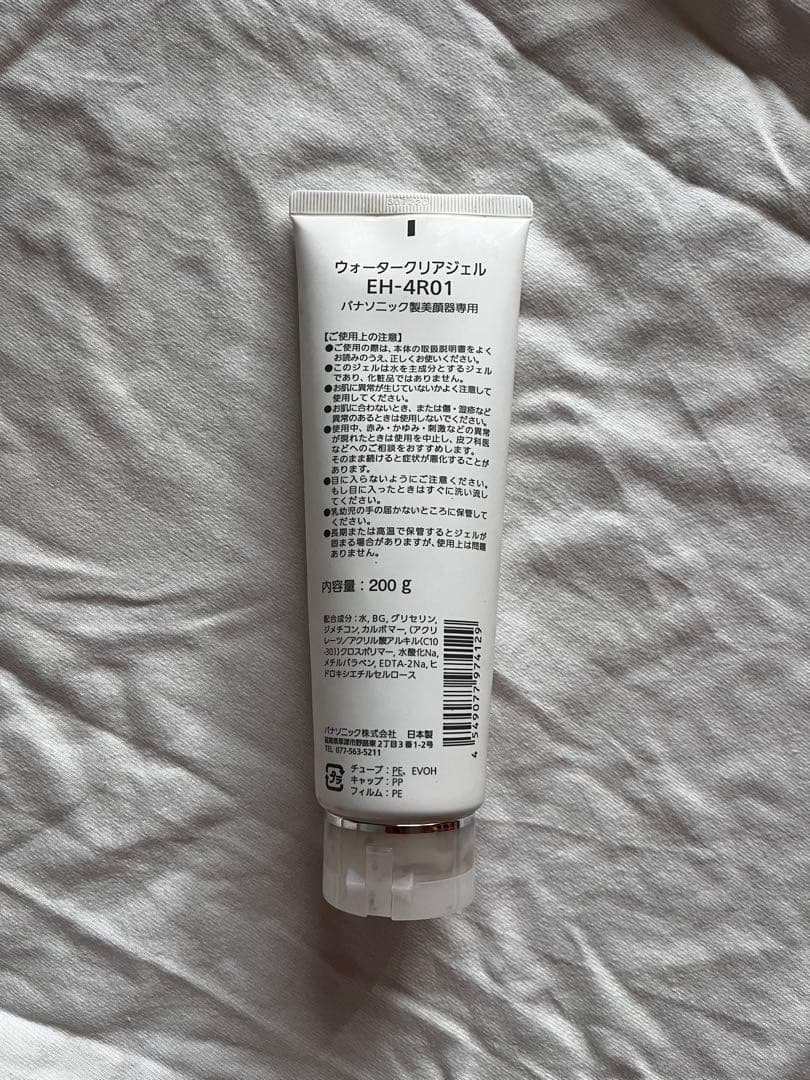 ウォータークリアジェル
EH-4R01
パナソニック製美顔器専用
【ご使用上の注意】
●ご使用の際は、本体の取扱説明書をよく
お読みのうえ、正しくお使いください。
●このジェルは水を主成分とするジェル
であり、化粧品ではありません。
●お肌に異常が生じていないかよく注意して
使用してください。
●お肌に合わないとき、または傷・湿疹など
異常のあるときは使用しないでください。
●使用中、赤み・かゆみ・刺激などの異常
が現れたときは使用を中止し、皮フ科医
などへのご相談をおすすめします。
そのまま続けると症状が悪化することが
あります。
●目に入らないようにご注意ください。
もし目に入ったときはすぐに洗い流し
てください。
●乳幼児の手の届かないところに保管して
ください。
●長期または高温で保管するとジェルが
固まる場合がありますが、使用上は問題
ありません。
内容量：200 g
配合成分：水, BG, グリセリン,
ジメチコン, カルボマー, (アクリ
レーツ/アクリル酸アルキル(C10
-30))クロスポリマー, 水酸化Na,
メチルパラベン, EDTA-2Na, ヒ
ドロキシエチルセルロース
4 549077 974129
パナソニック株式会社 日本製
滋賀県草津市野路東2丁目3番1-2号
TEL 077-563-5211
プラ
チューブ：PE、EVOH
キャップ：PP
フィルム：PE